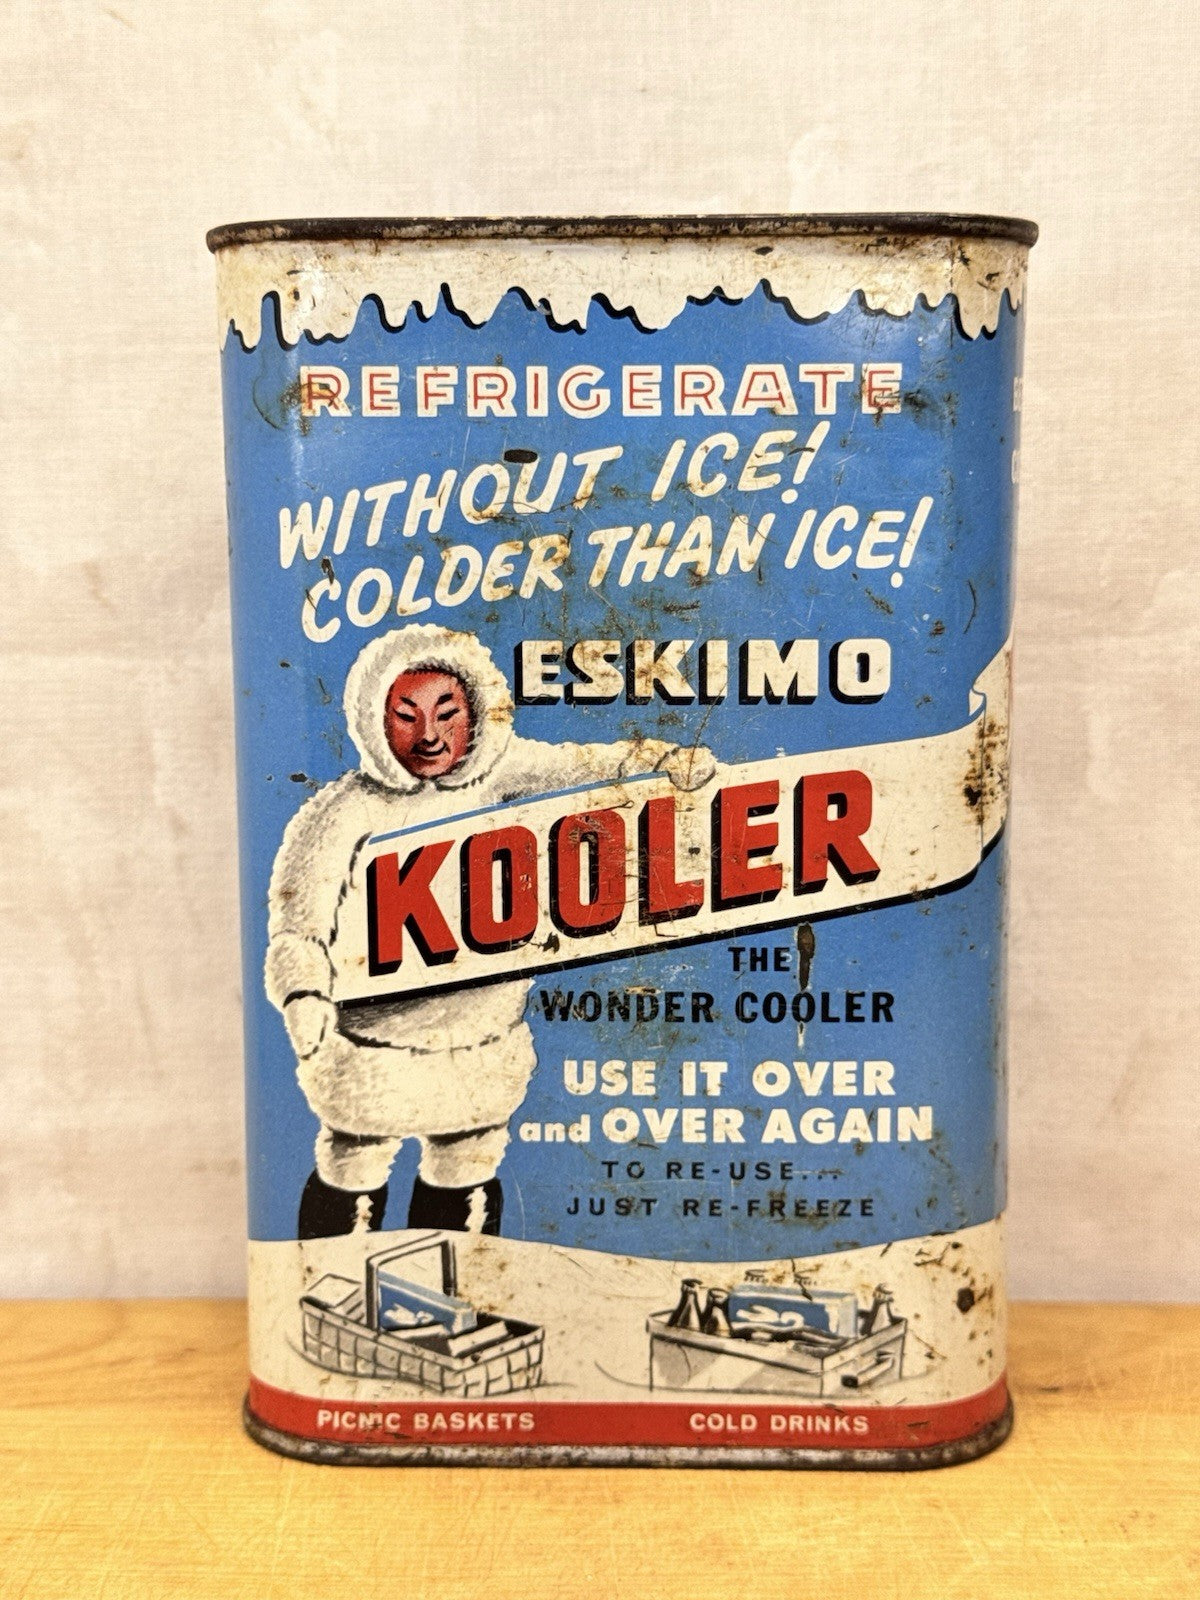 REFRIGERATE
WITHOUT ICE!
COLDER THAN ICE!
ESKIMO
KOOLER
THE
WONDER COOLER
USE IT OVER
and OVER AGAIN
TO RE-USE...
JUST RE-FREEZE
PICNIC BASKETS
COLD DRINKS